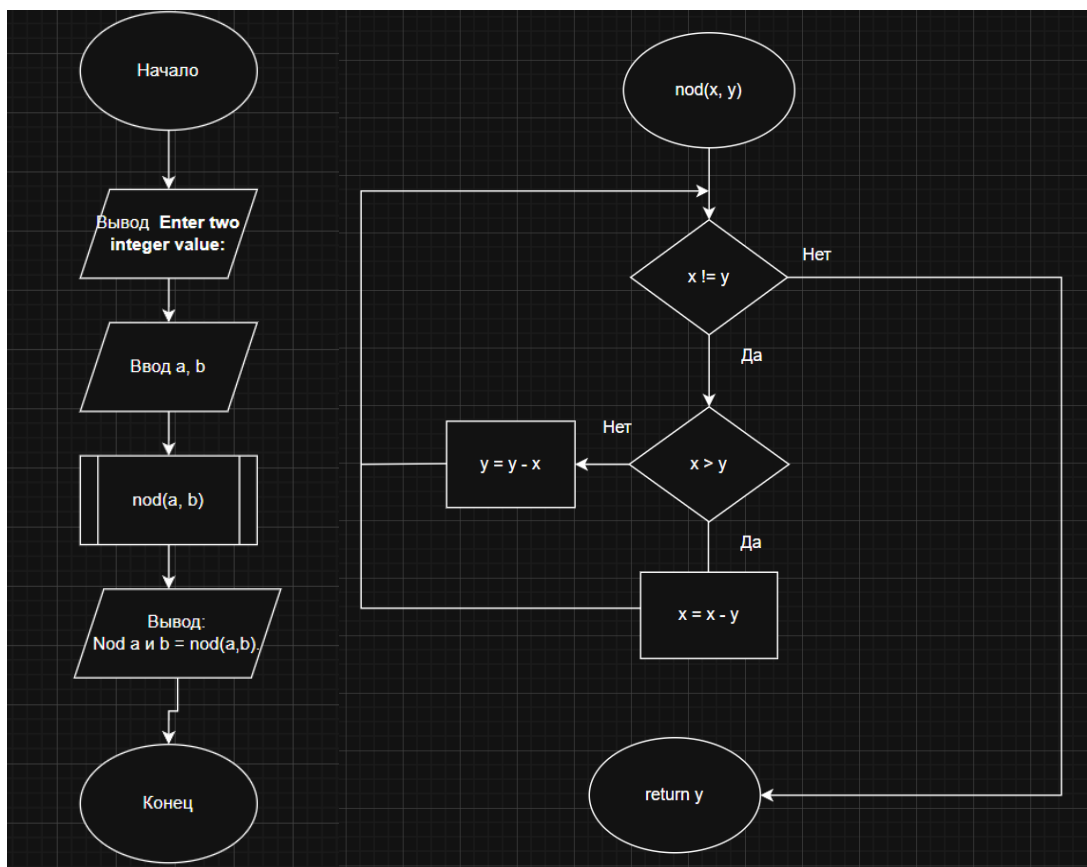 Начало
Вывод Enter two
integer value:
Ввод a, b
nod(a, b)
Вывод:
Nod a и b = nod(a,b).
Конец
nod(x, y)
x != y
Нет
Да
x > y
Нет
y = y - x
Да
x = x - y
return y